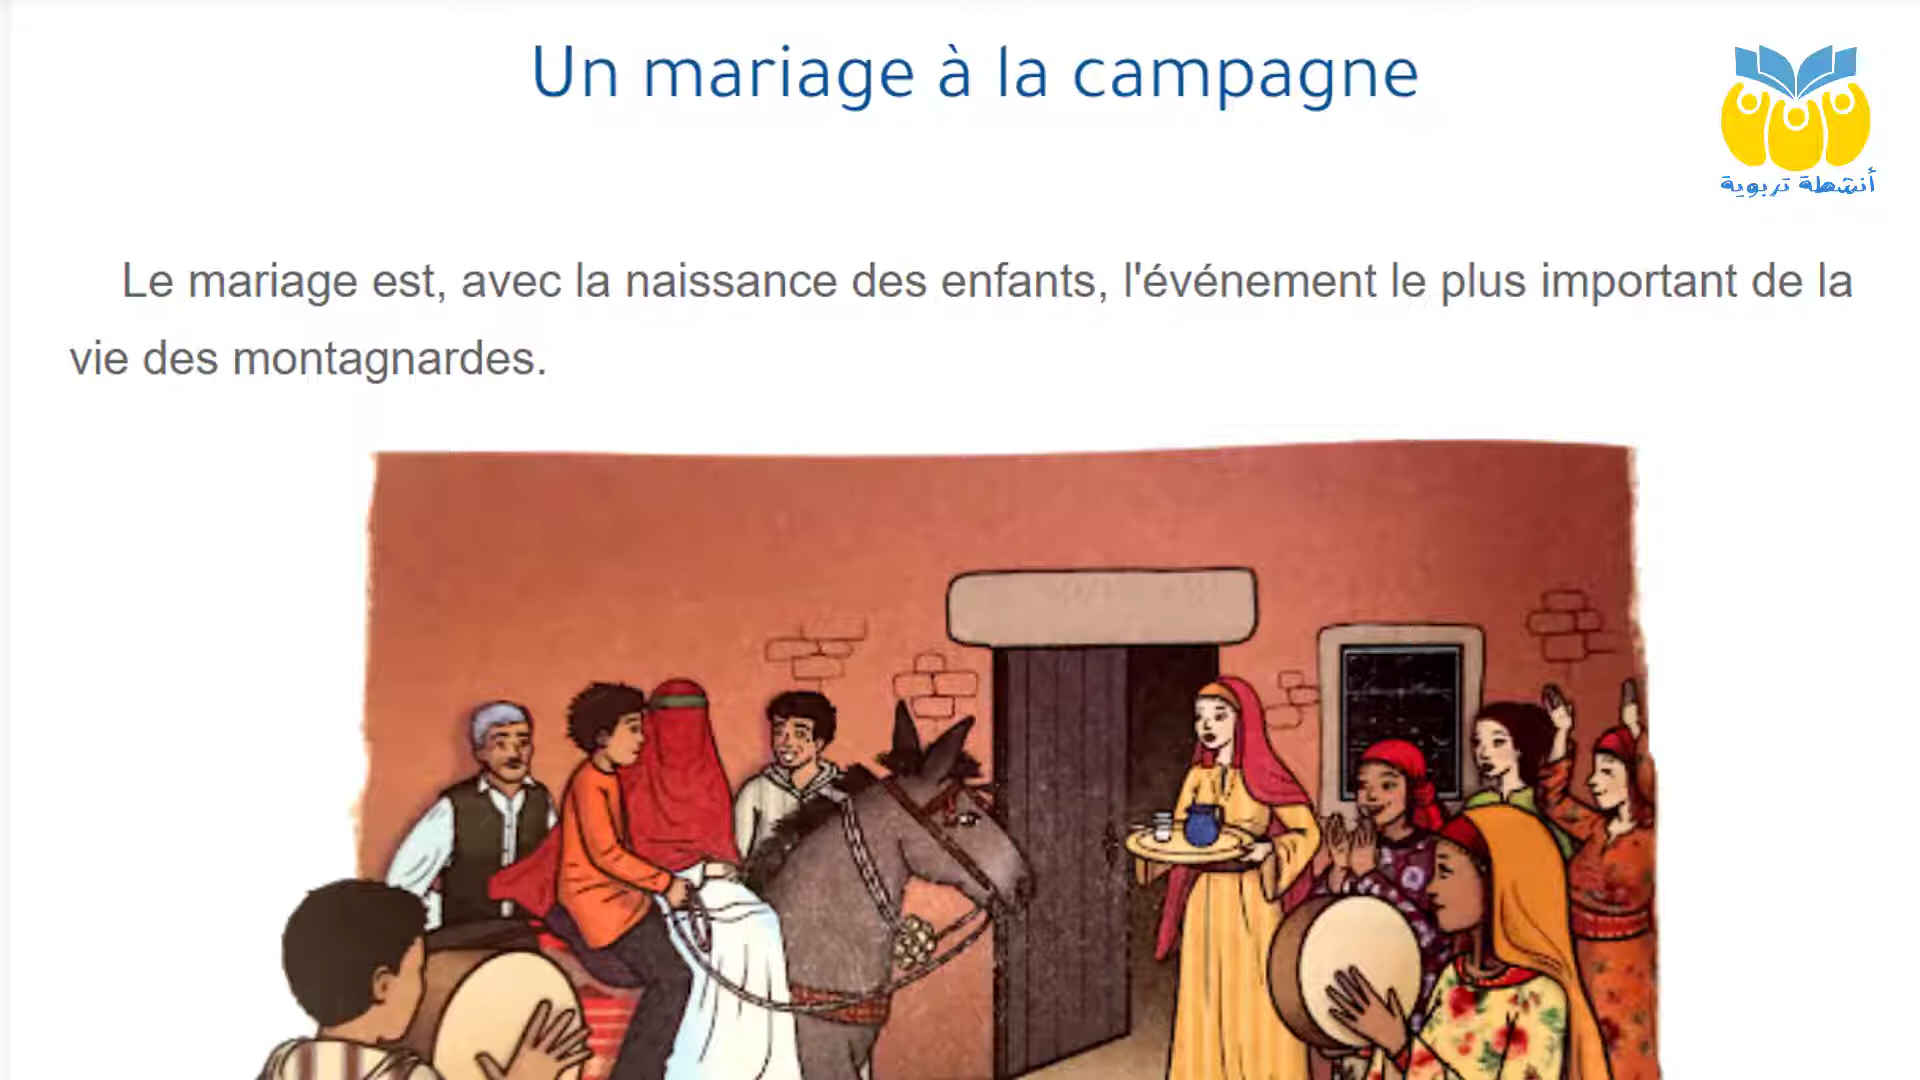 Un mariage à la campagne
أنشطة تربوية
Le mariage est, avec la naissance des enfants, l'événement le plus important de la
vie des montagnardes.